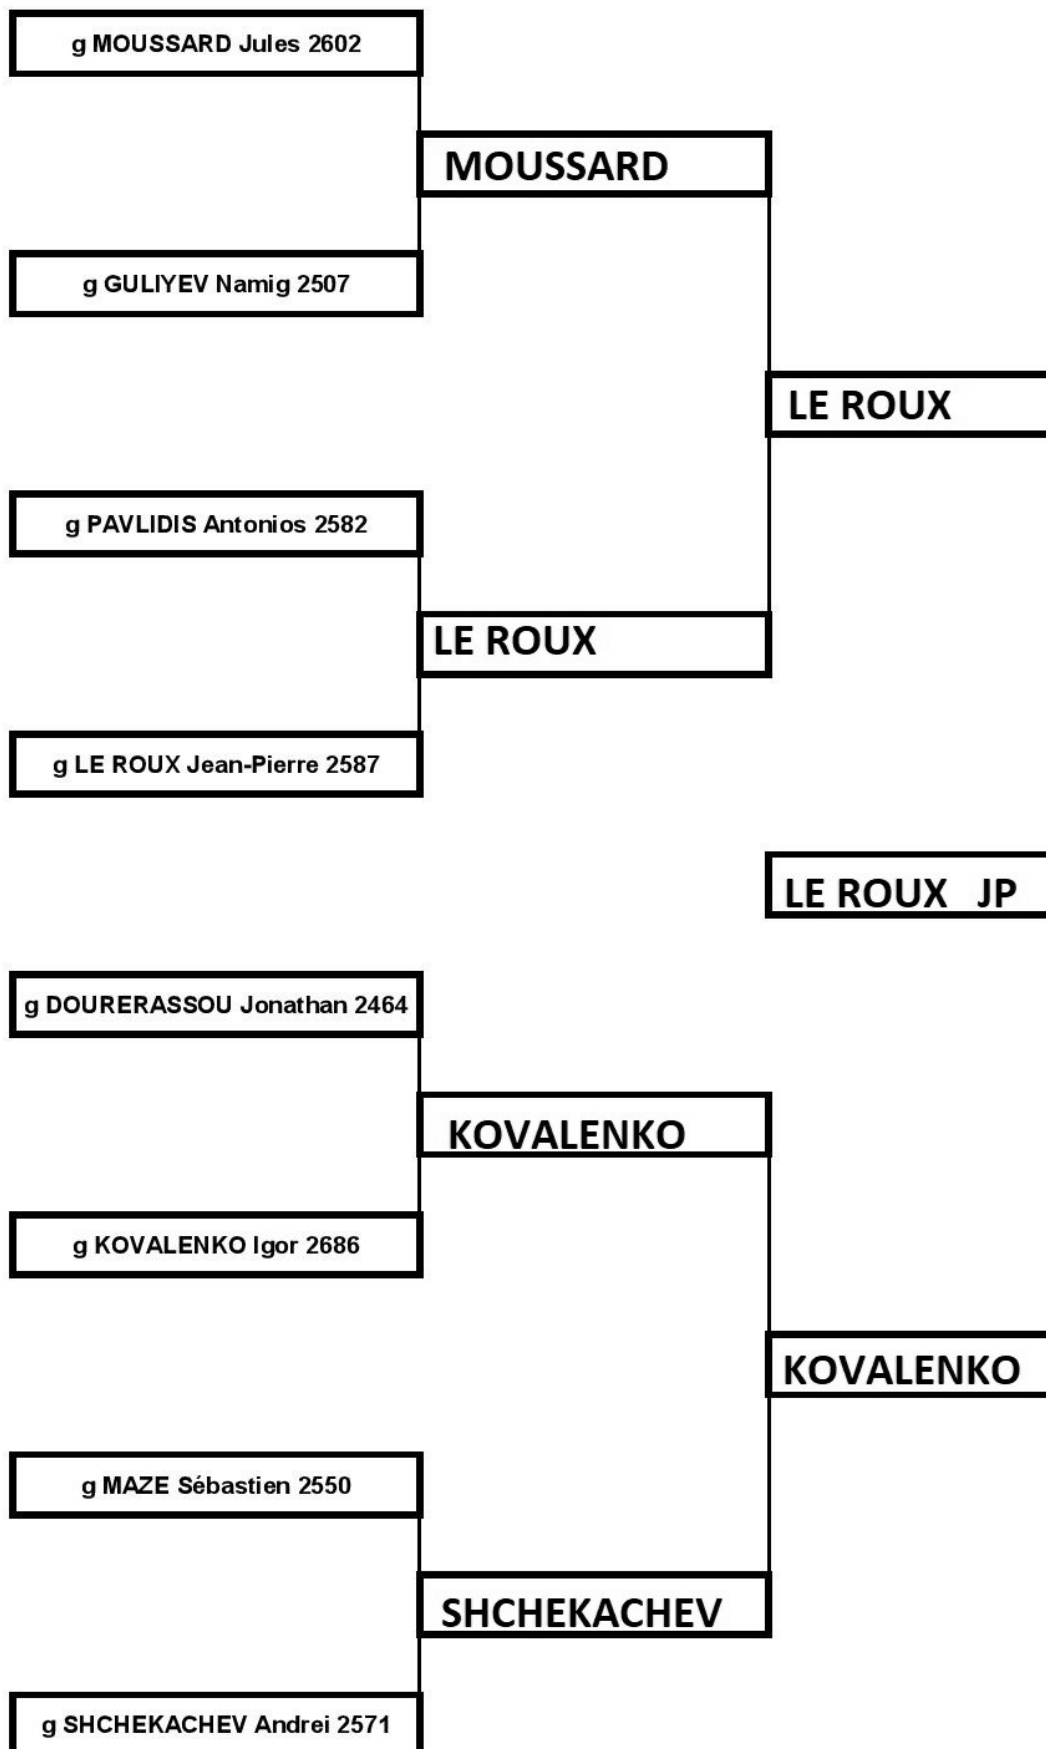 g MOUSSARD Jules 2602
MOUSSARD
g GULIYEV Namig 2507
LE ROUX
g PAVLIDIS Antonios 2582
LE ROUX
g LE ROUX Jean-Pierre 2587
LE ROUX JP
g DOURERASSOU Jonathan 2464
KOVALENKO
g KOVALENKO Igor 2686
KOVALENKO
g MAZE Sébastien 2550
SHCHEKACHEV
g SHCHEKACHEV Andrei 2571